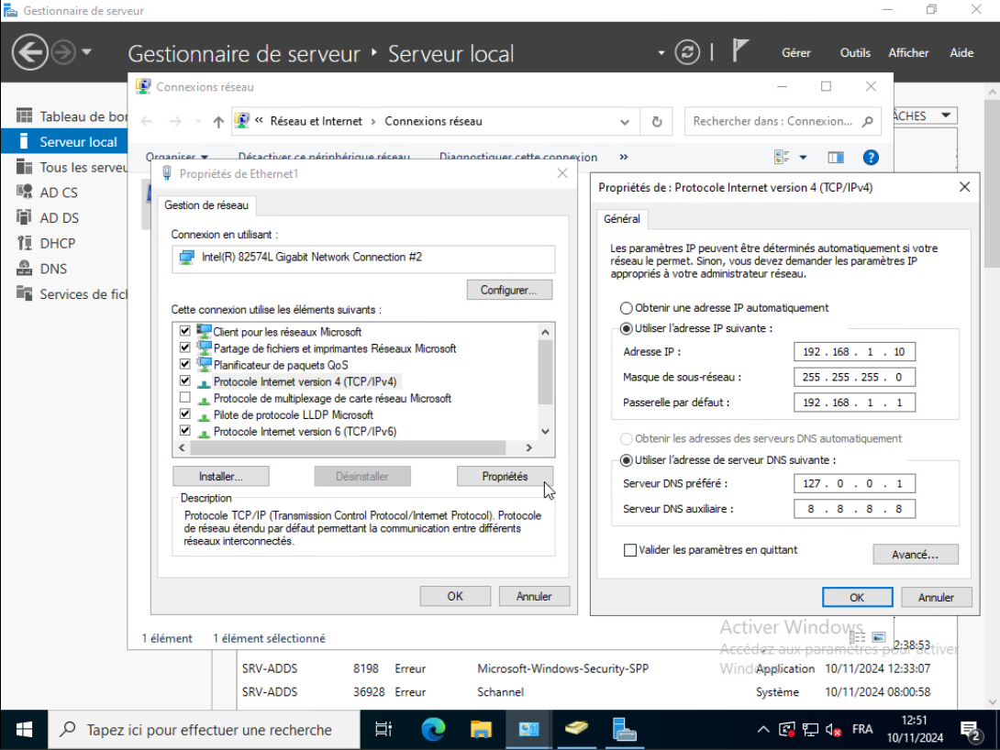 Gestionnaire de serveur
Gestionnaire de serveur ‣ Serveur local
Gérer Outils Afficher Aide
Tableau de bor
Serveur local
Tous les serveu
AD CS
AD DS
DHCP
DNS
Services de fich
ÂCHES
Connexions réseau
« Réseau et Internet › Connexions réseau
Rechercher dans : Connexion...
Organiser Désactiver ce périphérique réseau Diagnostiquer cette connexion »
Propriétés de Ethernet1
Gestion de réseau
Connexion en utilisant :
Intel(R) 82574L Gigabit Network Connection #2
Configurer...
Cette connexion utilise les éléments suivants :
Client pour les réseaux Microsoft
Partage de fichiers et imprimantes Réseaux Microsoft
Planificateur de paquets QoS
Protocole Internet version 4 (TCP/IPv4)
Protocole de multiplexage de carte réseau Microsoft
Pilote de protocole LLDP Microsoft
Protocole Internet version 6 (TCP/IPv6)
Installer... Désinstaller Propriétés
Description
Protocole TCP/IP (Transmission Control Protocol/Internet Protocol). Protocole
de réseau étendu par défaut permettant la communication entre différents
réseaux interconnectés.
OK Annuler
Propriétés de : Protocole Internet version 4 (TCP/IPv4)
Général
Les paramètres IP peuvent être déterminés automatiquement si votre
réseau le permet. Sinon, vous devez demander les paramètres IP
appropriés à votre administrateur réseau.
Obtenir une adresse IP automatiquement
Utiliser l'adresse IP suivante :
Adresse IP : 192 . 168 . 1 . 10
Masque de sous-réseau : 255 . 255 . 255 . 0
Passerelle par défaut : 192 . 168 . 1 . 1
Obtenir les adresses des serveurs DNS automatiquement
Utiliser l'adresse de serveur DNS suivante :
Serveur DNS préféré : 127 . 0 . 0 . 1
Serveur DNS auxiliaire : 8 . 8 . 8 . 8
Valider les paramètres en quittant
Avancé...
OK Annuler
1 élément 1 élément sélectionné
Activer Windows
Accédez aux paramètres pour activer
Windows.
2:38:53
SRV-ADDS 8198 Erreur Microsoft-Windows-Security-SPP Application 10/11/2024 12:33:07
SRV-ADDS 36928 Erreur Schannel Système 10/11/2024 08:00:58
Tapez ici pour effectuer une recherche
FRA
12:51
10/11/2024
2